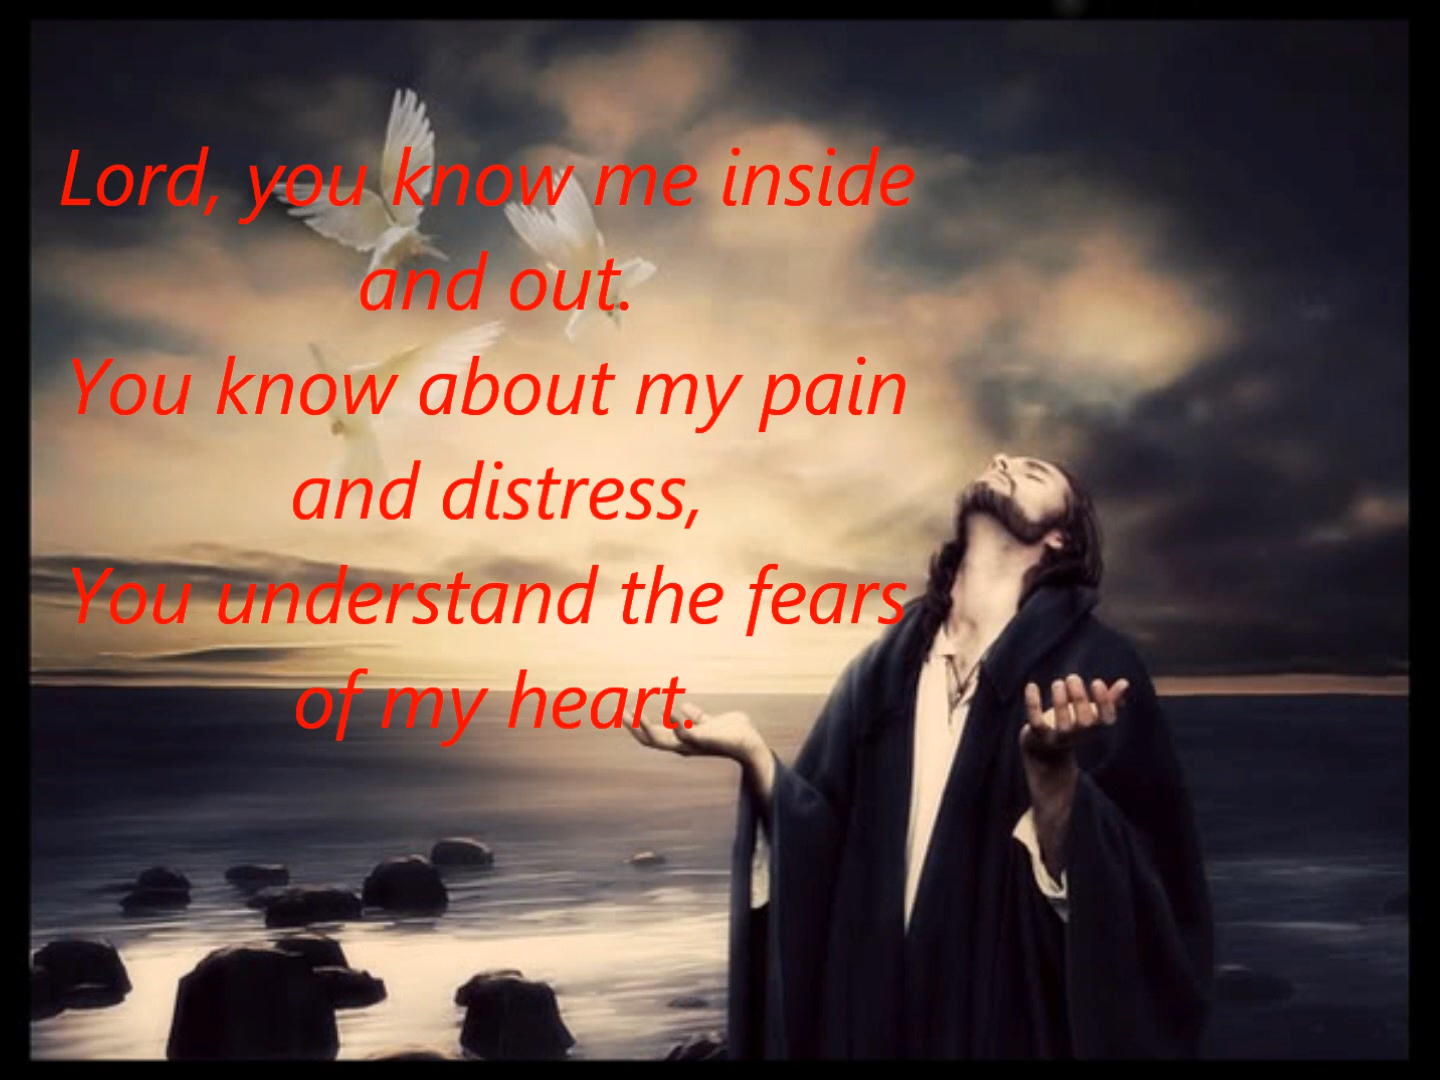 Lord, you know me inside
and out.
You know about my pain
and distress,
You understand the fears
of my heart.